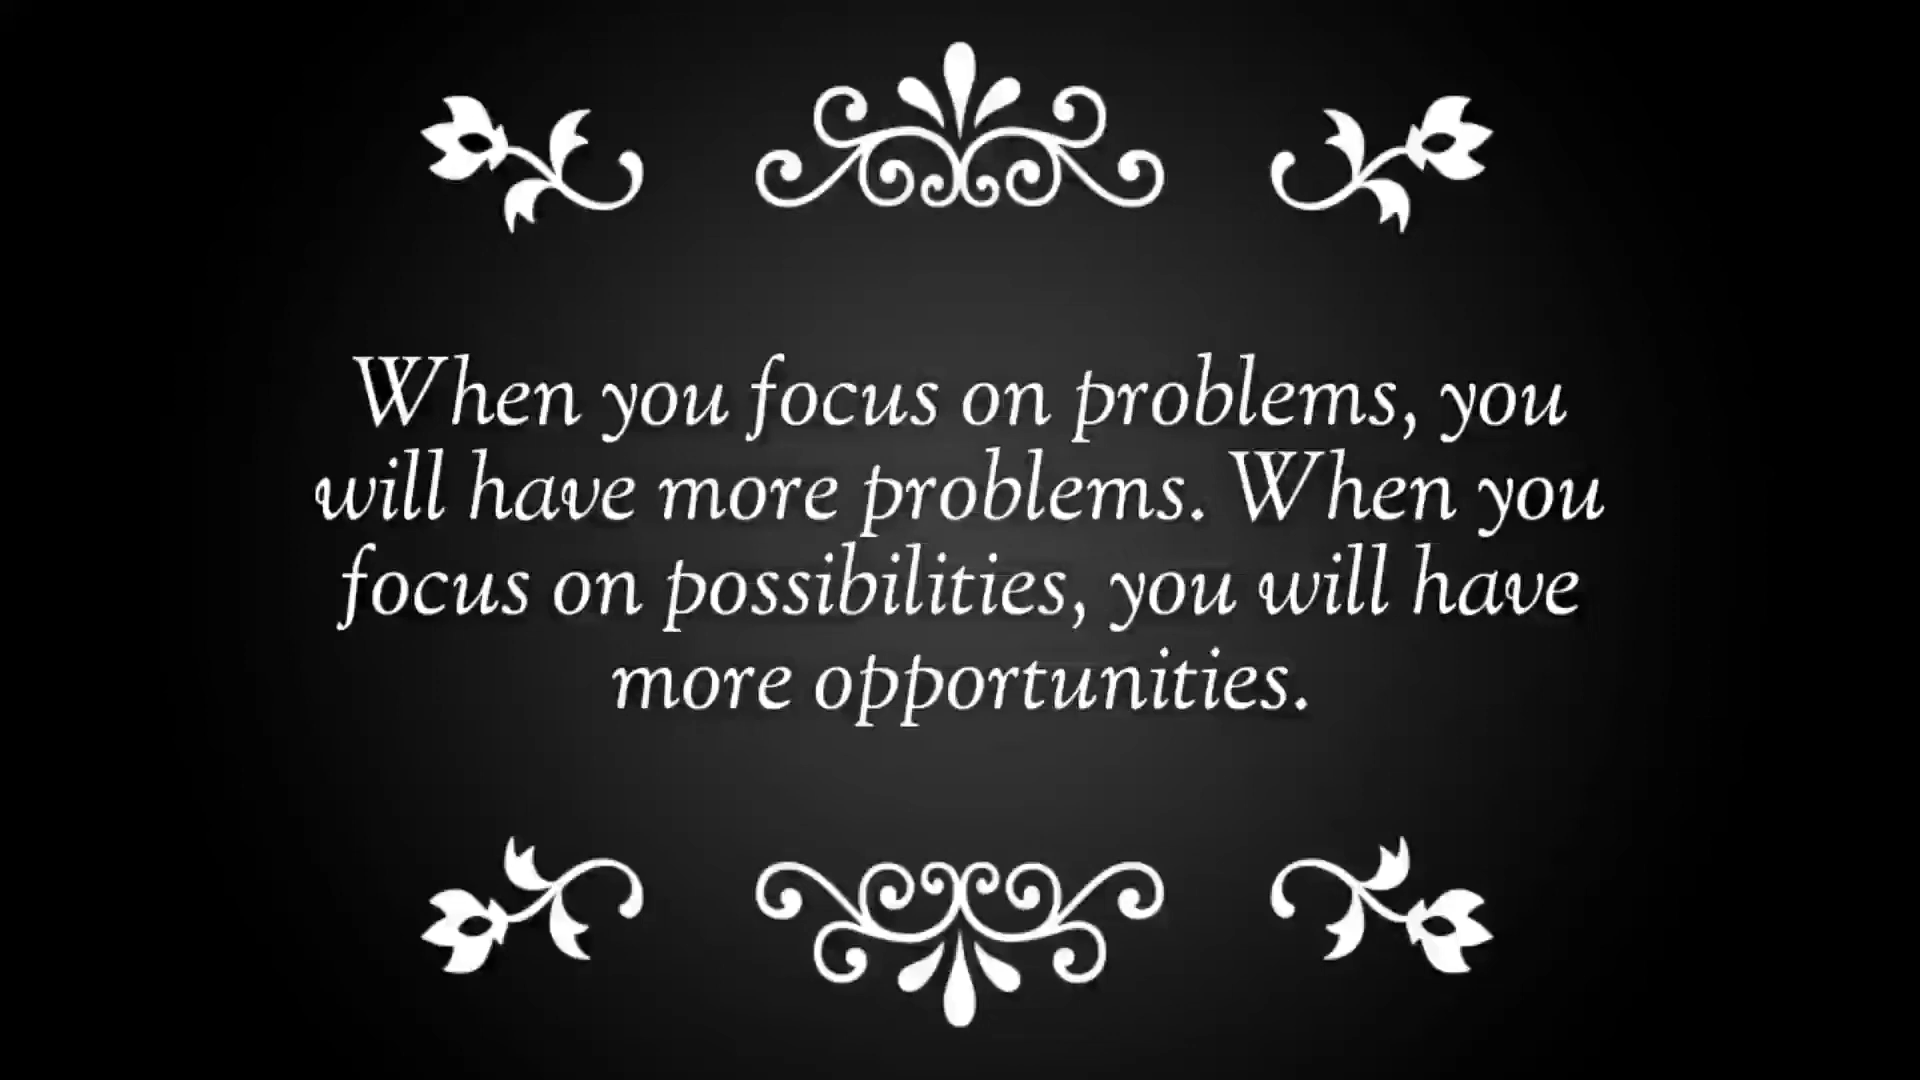 When you focus on problems, you
will have more problems. When you
focus on possibilities, you will have
more opportunities.